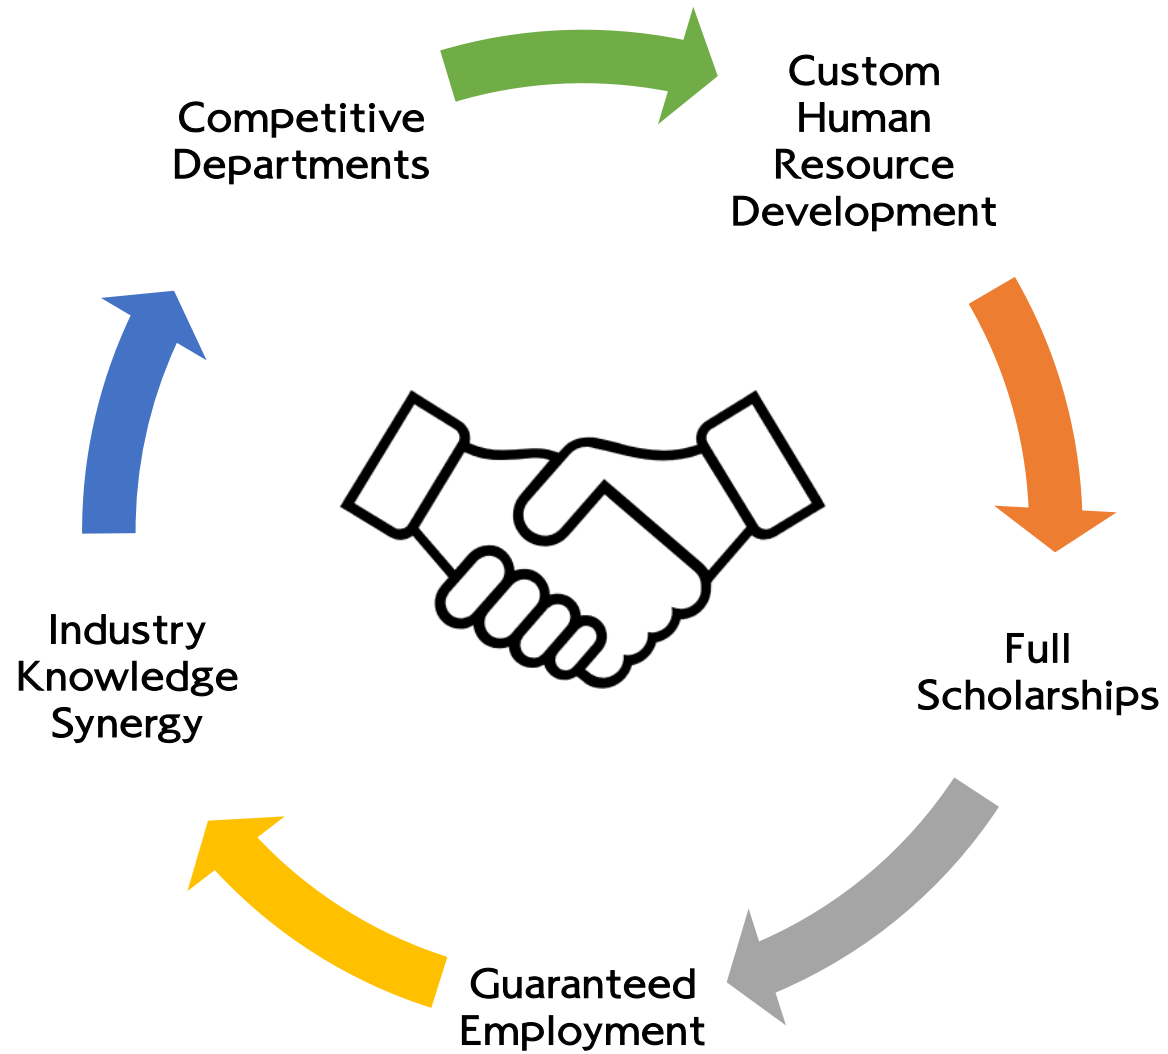 Competitive
Departments
Custom
Human
Resource
Development
Full
Scholarships
Guaranteed
Employment
Industry
Knowledge
Synergy